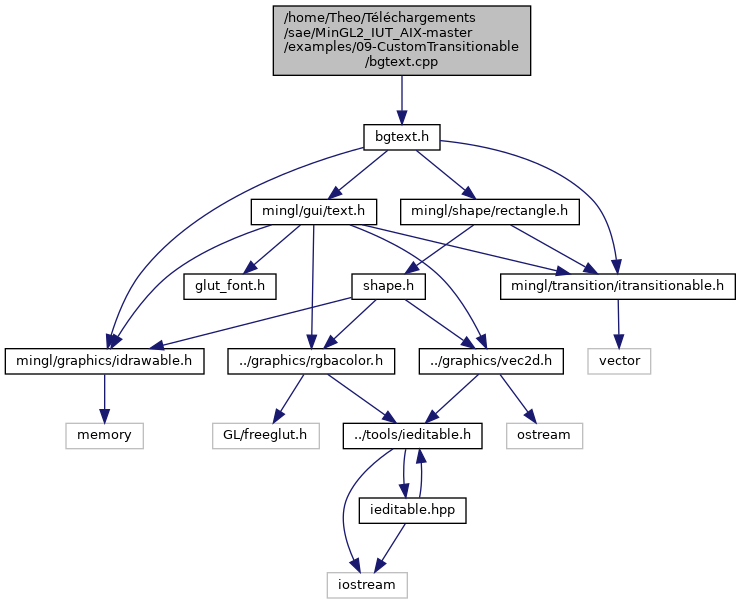 /home/Theo/Téléchargements
/sae/MinGL2_IUT_AIX-master
/examples/09-CustomTransitionable
/bgtext.cpp
bgtext.h
mingl/gui/text.h
mingl/shape/rectangle.h
glut_font.h
shape.h
mingl/transition/itransitionable.h
mingl/graphics/idrawable.h
../graphics/rgbacolor.h
../graphics/vec2d.h
vector
memory
GL/freeglut.h
../tools/ieditable.h
ostream
ieditable.hpp
iostream